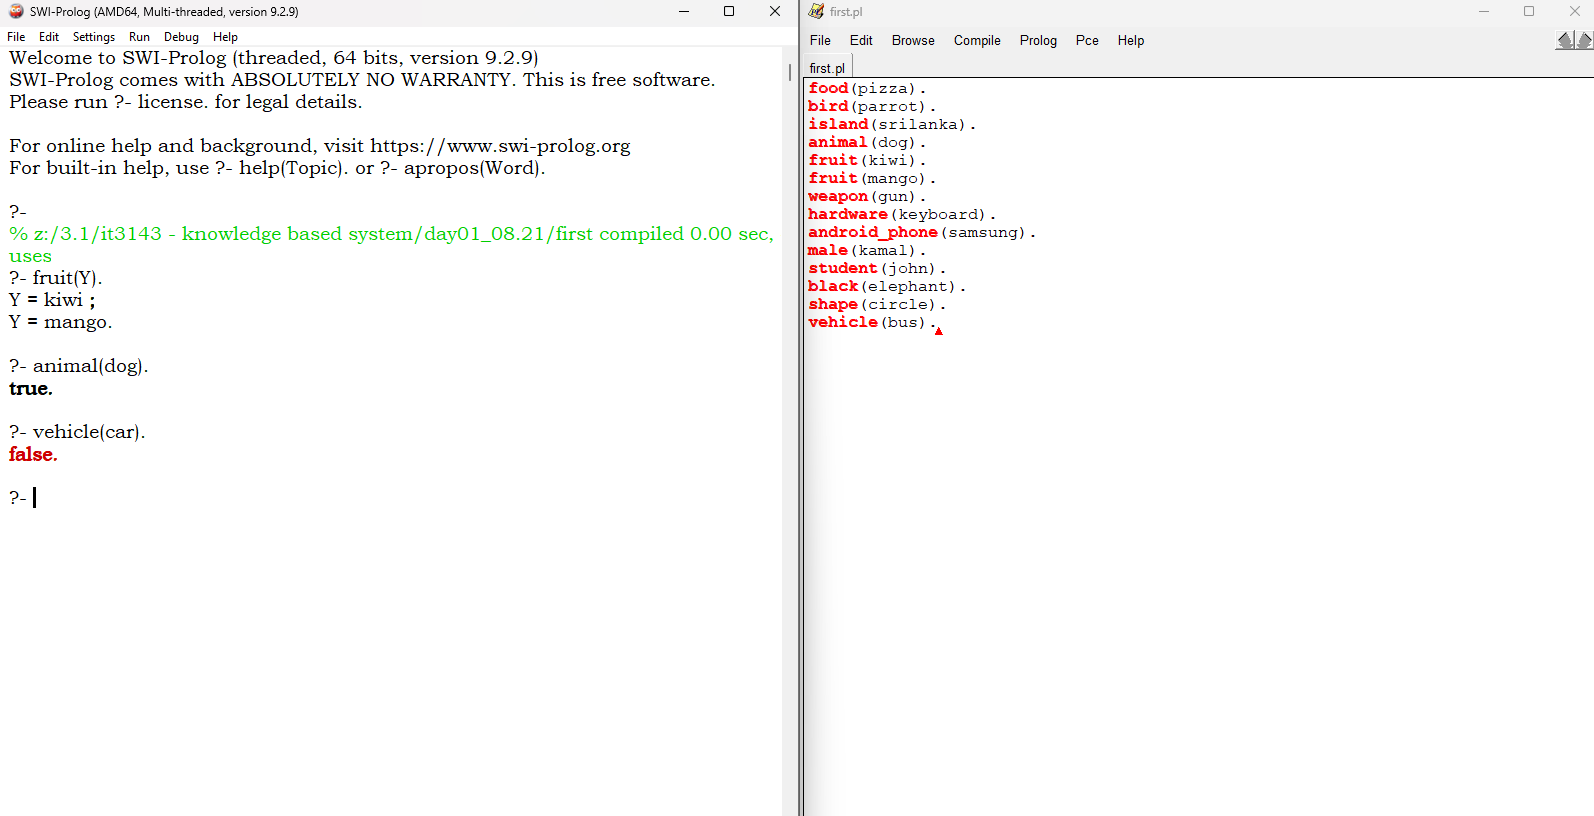 SWI-Prolog (AMD64, Multi-threaded, version 9.2.9)
File Edit Settings Run Debug Help
Welcome to SWI-Prolog (threaded, 64 bits, version 9.2.9)
SWI-Prolog comes with ABSOLUTELY NO WARRANTY. This is free software.
Please run ?- license. for legal details.
For online help and background, visit https://www.swi-prolog.org
For built-in help, use ?- help(Topic). or ?- apropos(Word).
?-
% z:/3.1/it3143 - knowledge based system/day01_08.21/first compiled 0.00 sec,
uses
?- fruit(Y).
Y = kiwi ;
Y = mango.
?- animal(dog).
true.
?- vehicle(car).
false.
?-
first.pl
File Edit Browse Compile Prolog Pce Help
first.pl
food(pizza).
bird(parrot).
island(srilanka).
animal(dog).
fruit(kiwi).
fruit(mango).
weapon(gun).
hardware(keyboard).
android_phone(samsung).
male(kamal).
student(john).
black(elephant).
shape(circle).
vehicle(bus).